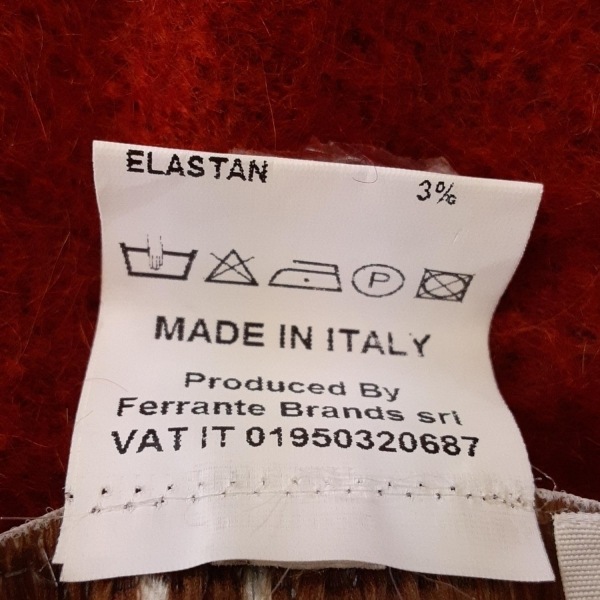 ELASTAN 3%
P
MADE IN ITALY
Produced By
Ferrante Brands srl
VAT IT 01950320687